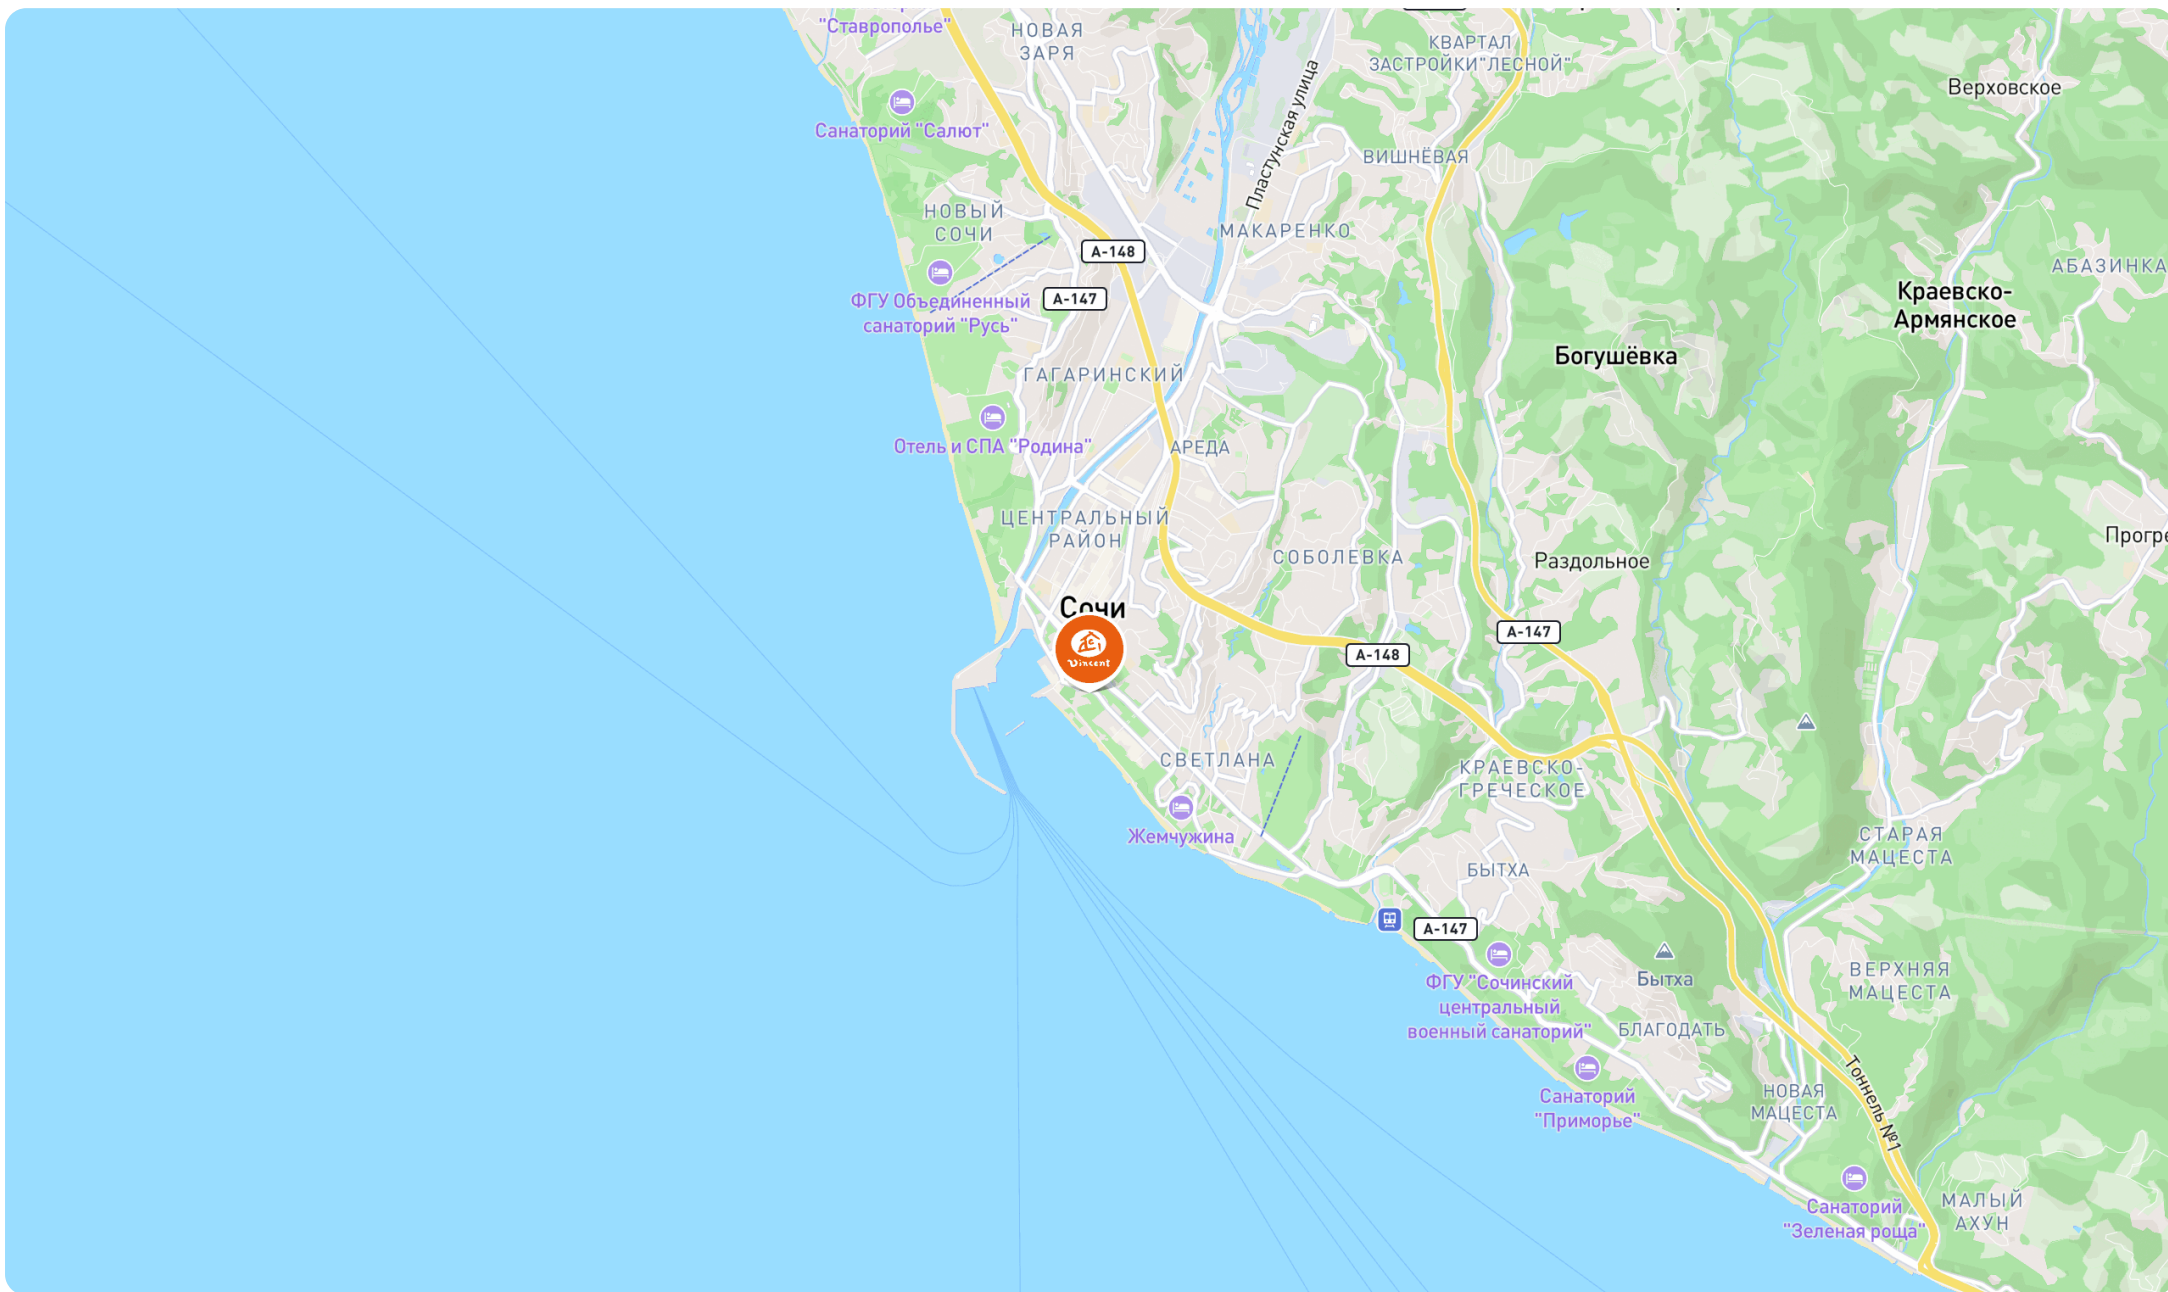 "Ставрополье"
НОВАЯ
ЗАРЯ
КВАРТАЛ
ЗАСТРОЙКИ"ЛЕСНОЙ"
Верховское
Санаторий "Салют"
Пластунская улица
ВИШНЁВАЯ
НОВЫЙ
СОЧИ
МАКАРЕНКО
А-148
АБАЗИНКА
ФГУ Объединенный
санаторий "Русь"
А-147
Краевско-
Армянское
Богушёвка
ГАГАРИНСКИЙ
Отель и СПА "Родина"
АРЕДА
ЦЕНТРАЛЬНЫЙ
РАЙОН
Прогре
СОБОЛЕВКА
Раздольное
Сочи
Vincent
А-147
А-148
СВЕТЛАНА
КРАЕВСКО-
ГРЕЧЕСКОЕ
Жемчужина
СТАРАЯ
МАЦЕСТА
БЫТХА
А-147
ФГУ "Сочинский
центральный
военный санаторий"
Бытха
ВЕРХНЯЯ
МАЦЕСТА
БЛАГОДАТЬ
Санаторий
"Приморье"
НОВАЯ
МАЦЕСТА
Тоннель №1
Санаторий
"Зеленая роща"
МАЛЫЙ
АХУН